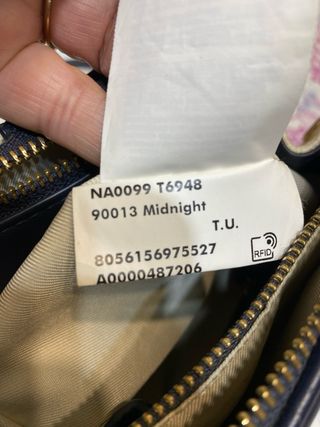 NA0099 T6948
90013 Midnight
T.U.
8056156975527
A0000487206
RFID